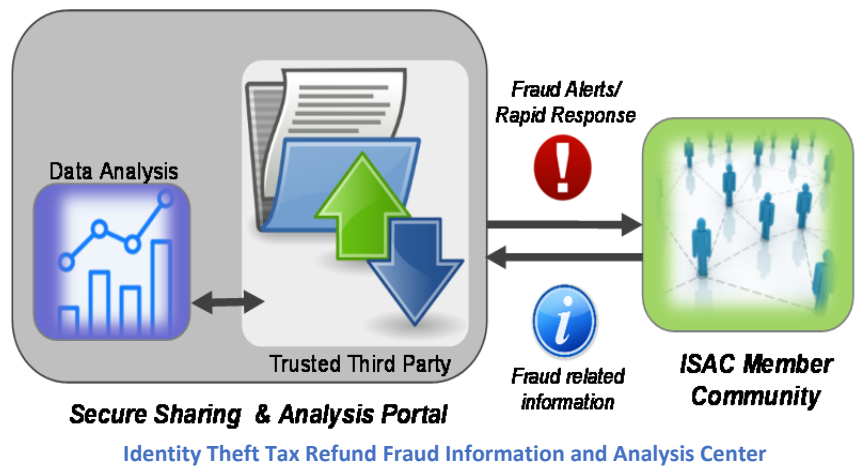 Fraud Alerts/
Rapid Response
Data Analysis
Trusted Third Party
Fraud related
information
ISAC Member
Community
Secure Sharing & Analysis Portal
Identity Theft Tax Refund Fraud Information and Analysis Center